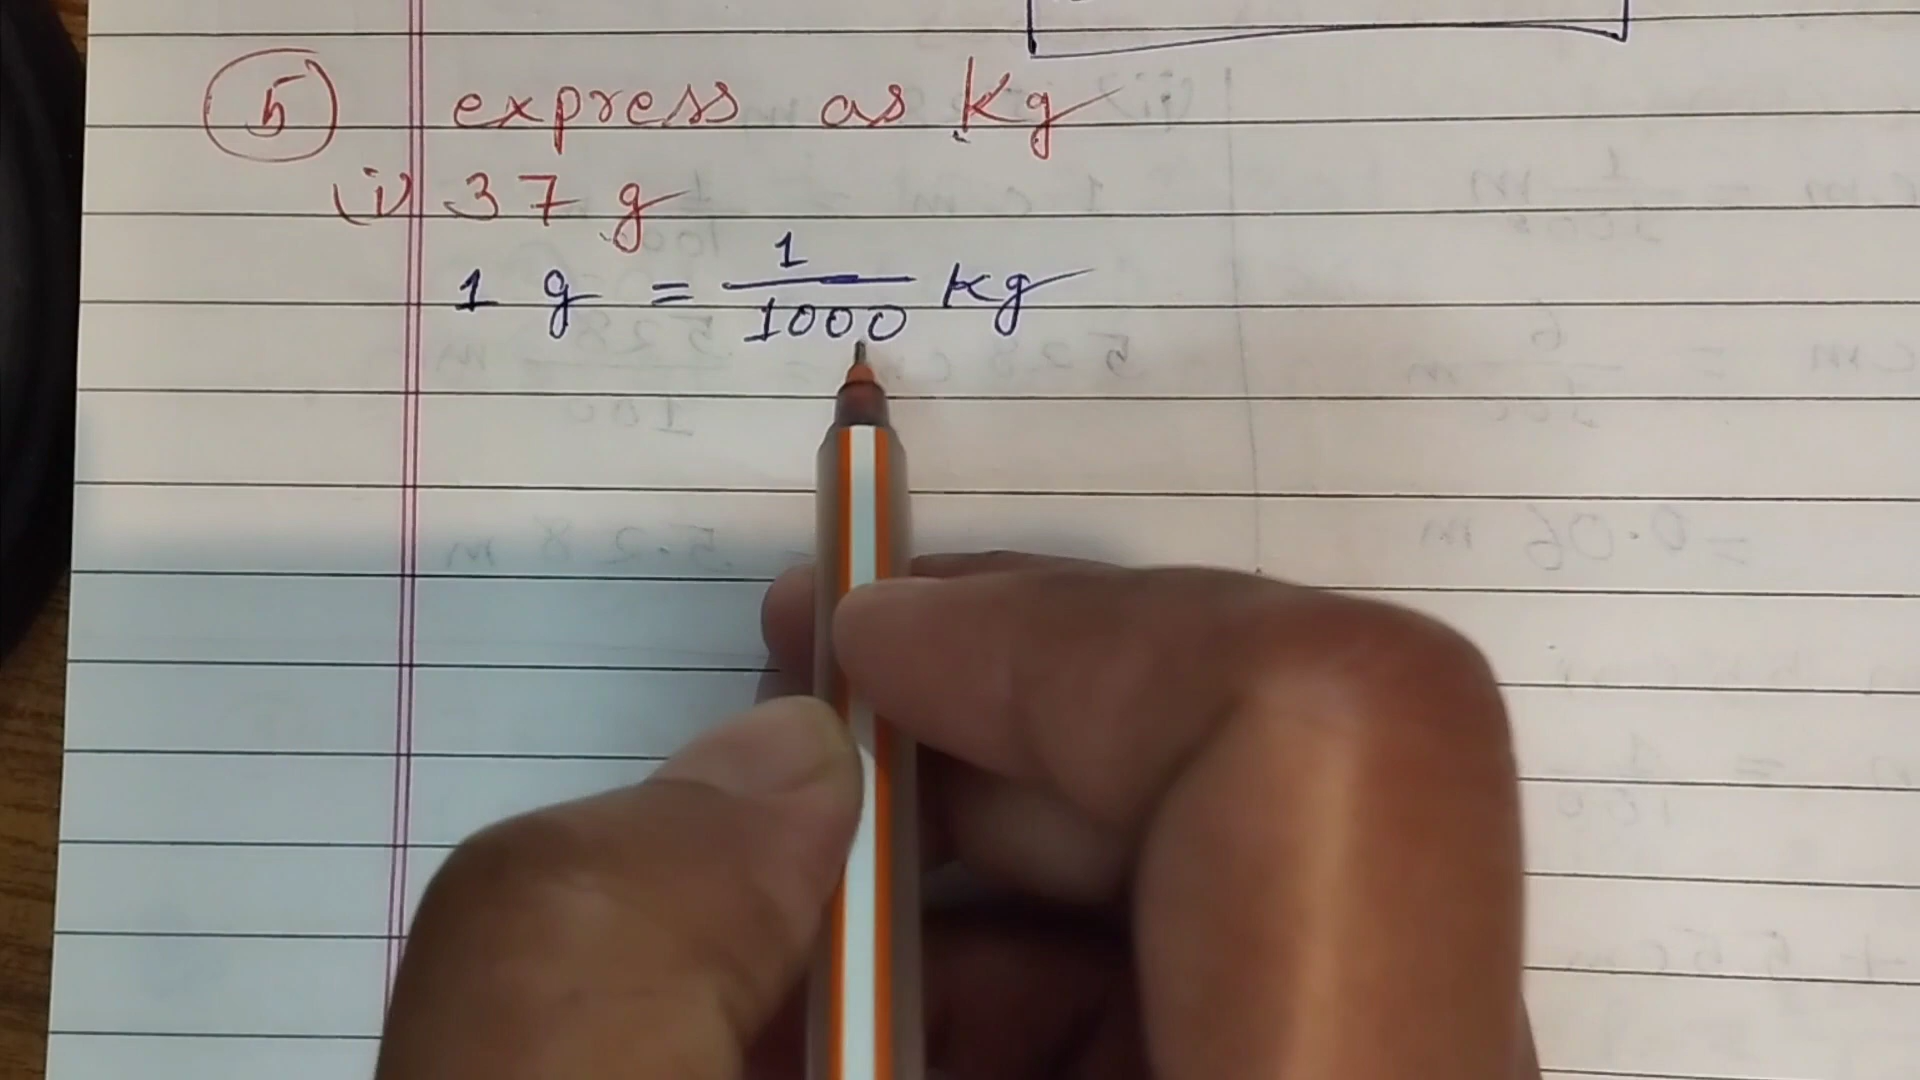 5 express as kg
(i) 37 g
1 g = 1/1000 kg